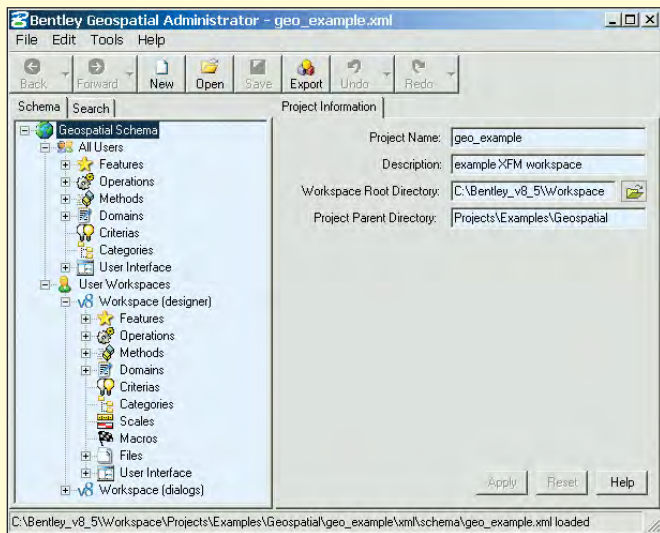 Bentley Geospatial Administrator - geo_example.xml
File Edit Tools Help
Back Forward New Open Save Export Undo Redo
Schema Search
Project Information
Geospatial Schema
All Users
Features
Operations
Methods
Domains
Criterias
Categories
User Interface
User Workspaces
v8 Workspace (designer)
Features
Operations
Methods
Domains
Criterias
Categories
Scales
Macros
Files
User Interface
v8 Workspace (dialogs)
Project Name: geo_example
Description: example XFM workspace
Workspace Root Directory: C:\Bentley_v8_5\Workspace
Project Parent Directory: Projects\Examples\Geospatial
Apply Reset Help
C:\Bentley_v8_5\Workspace\Projects\Examples\Geospatial\geo_example\xml\schema\geo_example.xml loaded